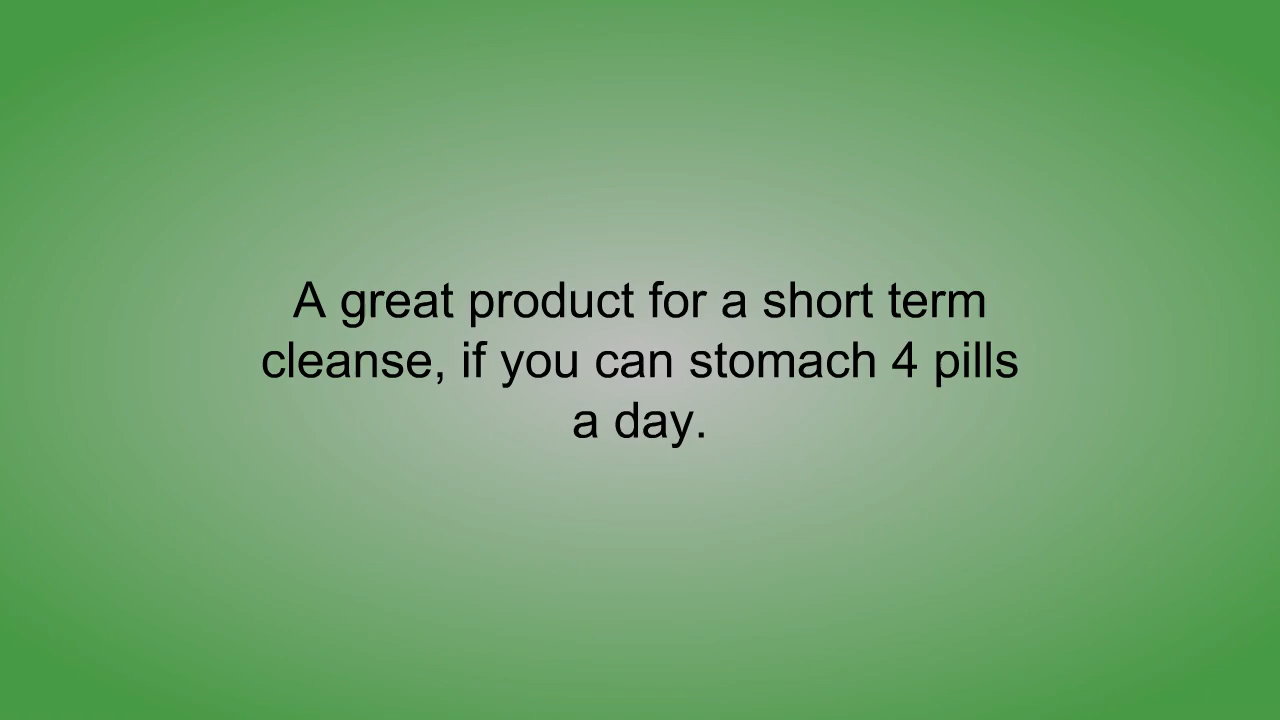 A great product for a short term
cleanse, if you can stomach 4 pills
a day.